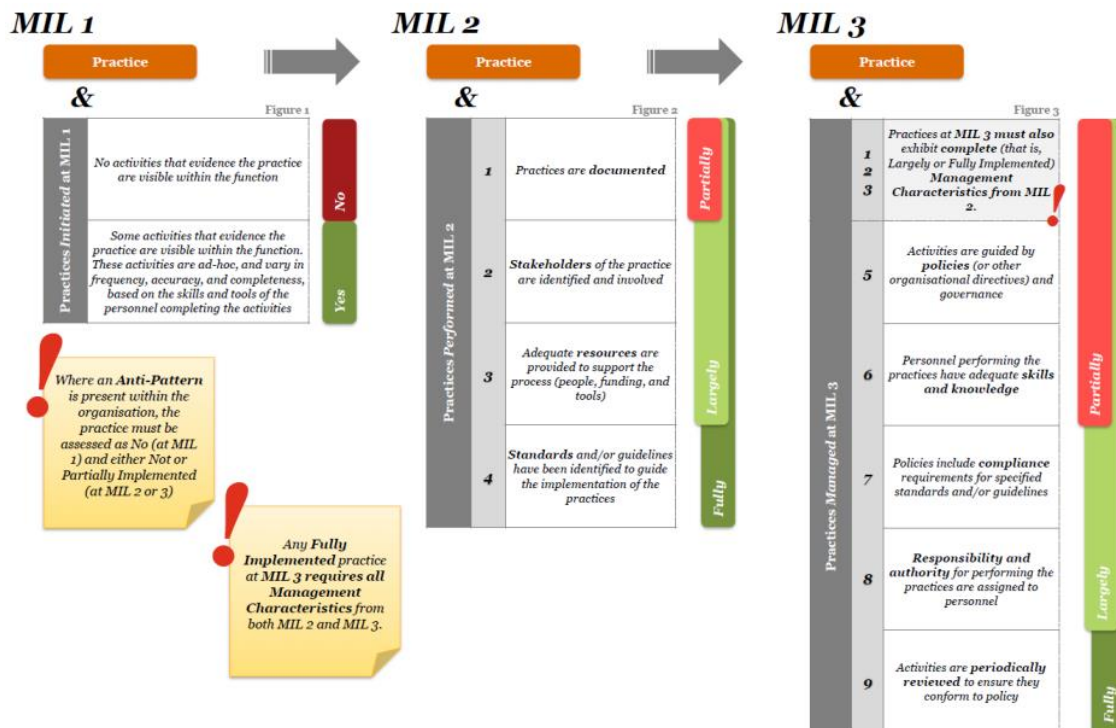 MIL 1
Practice
&
Figure 1
Practices Initiated at MIL 1
No activities that evidence the practice
are visible within the function
No
Some activities that evidence the
practice are visible within the function.
These activities are ad-hoc, and vary in
frequency, accuracy, and completeness,
based on the skills and tools of the
personnel completing the activities
Yes
Where an Anti-Pattern
is present within the
organisation, the
practice must be
assessed as No (at MIL
1) and either Not or
Partially Implemented
(at MIL 2 or 3)
Any Fully
Implemented practice
at MIL 3 requires all
Management
Characteristics from
both MIL 2 and MIL 3.
MIL 2
Practice
&
Figure 2
Practices Performed at MIL 2
1
Practices are documented
2
Stakeholders of the practice
are identified and involved
3
Adequate resources are
provided to support the
process (people, funding, and
tools)
4
Standards and/or guidelines
have been identified to guide
the implementation of the
practices
Partially
Largely
Fully
MIL 3
Practice
&
Figure 3
Practices Managed at MIL 3
1
2
3
Practices at MIL 3 must also
exhibit complete (that is,
Largely or Fully Implemented)
Management
Characteristics from MIL
2.
5
Activities are guided by
policies (or other
organisational directives) and
governance
6
Personnel performing the
practices have adequate skills
and knowledge
7
Policies include compliance
requirements for specified
standards and/or guidelines
8
Responsibility and
authority for performing the
practices are assigned to
personnel
9
Activities are periodically
reviewed to ensure they
conform to policy
Partially
Largely
Fully